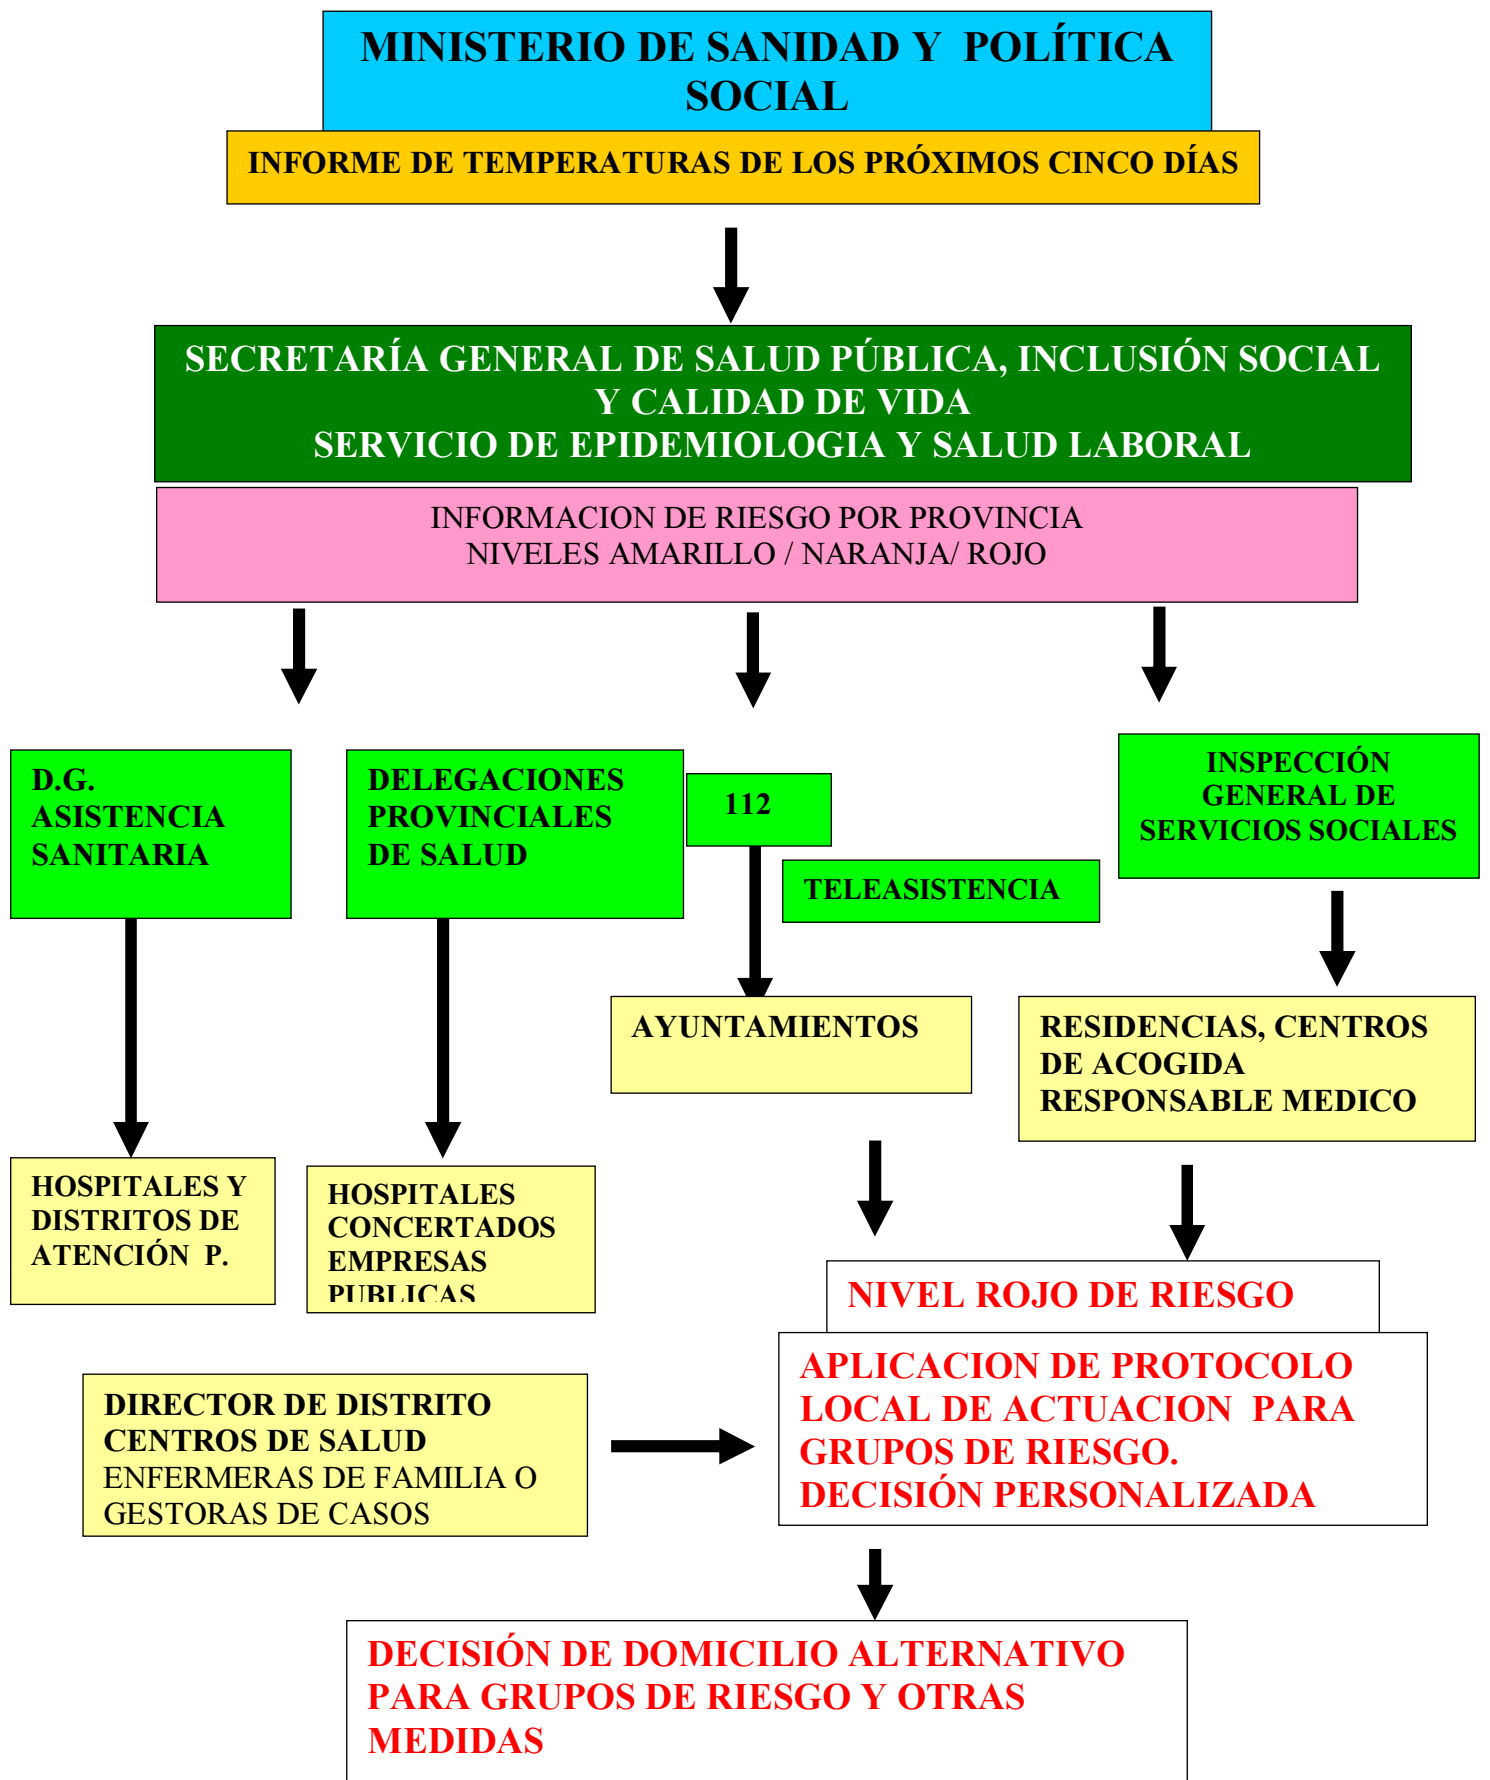 MINISTERIO DE SANIDAD Y POLÍTICA
SOCIAL
INFORME DE TEMPERATURAS DE LOS PRÓXIMOS CINCO DÍAS
SECRETARÍA GENERAL DE SALUD PÚBLICA, INCLUSIÓN SOCIAL
Y CALIDAD DE VIDA
SERVICIO DE EPIDEMIOLOGIA Y SALUD LABORAL
INFORMACION DE RIESGO POR PROVINCIA
NIVELES AMARILLO / NARANJA/ ROJO
D.G.
ASISTENCIA
SANITARIA
DELEGACIONES
PROVINCIALES
DE SALUD
112
TELEASISTENCIA
INSPECCIÓN
GENERAL DE
SERVICIOS SOCIALES
AYUNTAMIENTOS
RESIDENCIAS, CENTROS
DE ACOGIDA
RESPONSABLE MEDICO
HOSPITALES Y
DISTRITOS DE
ATENCIÓN P.
HOSPITALES
CONCERTADOS
EMPRESAS
PUBLICAS
NIVEL ROJO DE RIESGO
APLICACION DE PROTOCOLO
LOCAL DE ACTUACION PARA
GRUPOS DE RIESGO.
DECISIÓN PERSONALIZADA
DIRECTOR DE DISTRITO
CENTROS DE SALUD
ENFERMERAS DE FAMILIA O
GESTORAS DE CASOS
DECISIÓN DE DOMICILIO ALTERNATIVO
PARA GRUPOS DE RIESGO Y OTRAS
MEDIDAS